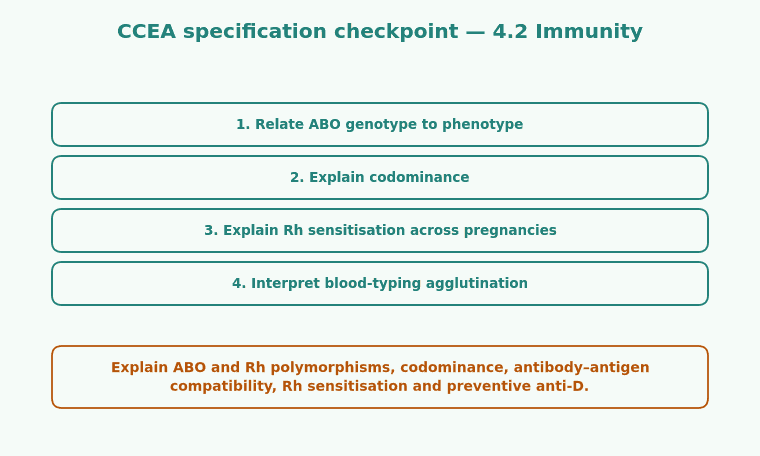 CCEA specification checkpoint — 4.2 Immunity
1. Relate ABO genotype to phenotype
2. Explain codominance
3. Explain Rh sensitisation across pregnancies
4. Interpret blood-typing agglutination
Explain ABO and Rh polymorphisms, codominance, antibody–antigen
compatibility, Rh sensitisation and preventive anti-D.